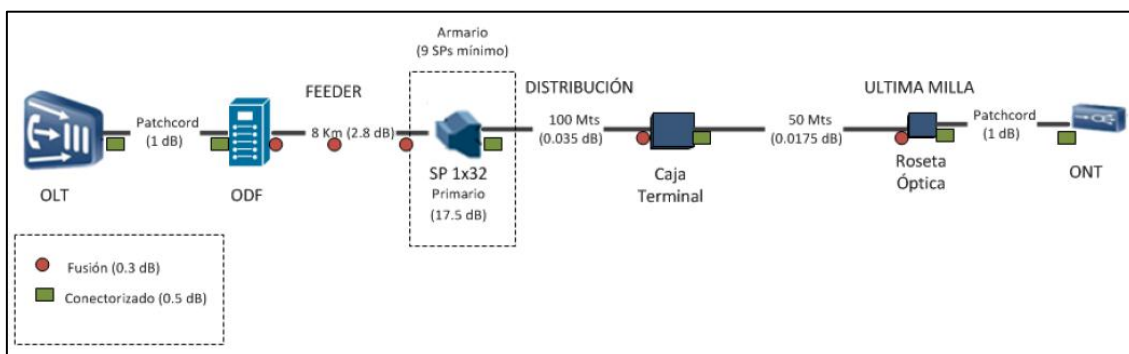 Armario
(9 SPs mínimo)
FEEDER
DISTRIBUCIÓN
ULTIMA MILLA
Patchcord
(1 dB)
8 Km (2.8 dB)
100 Mts
(0.035 dB)
50 Mts
(0.0175 dB)
Patchcord
(1 dB)
OLT
ODF
SP 1x32
Primario
(17.5 dB)
Caja
Terminal
Roseta
Óptica
ONT
Fusión (0.3 dB)
Conectorizado (0.5 dB)